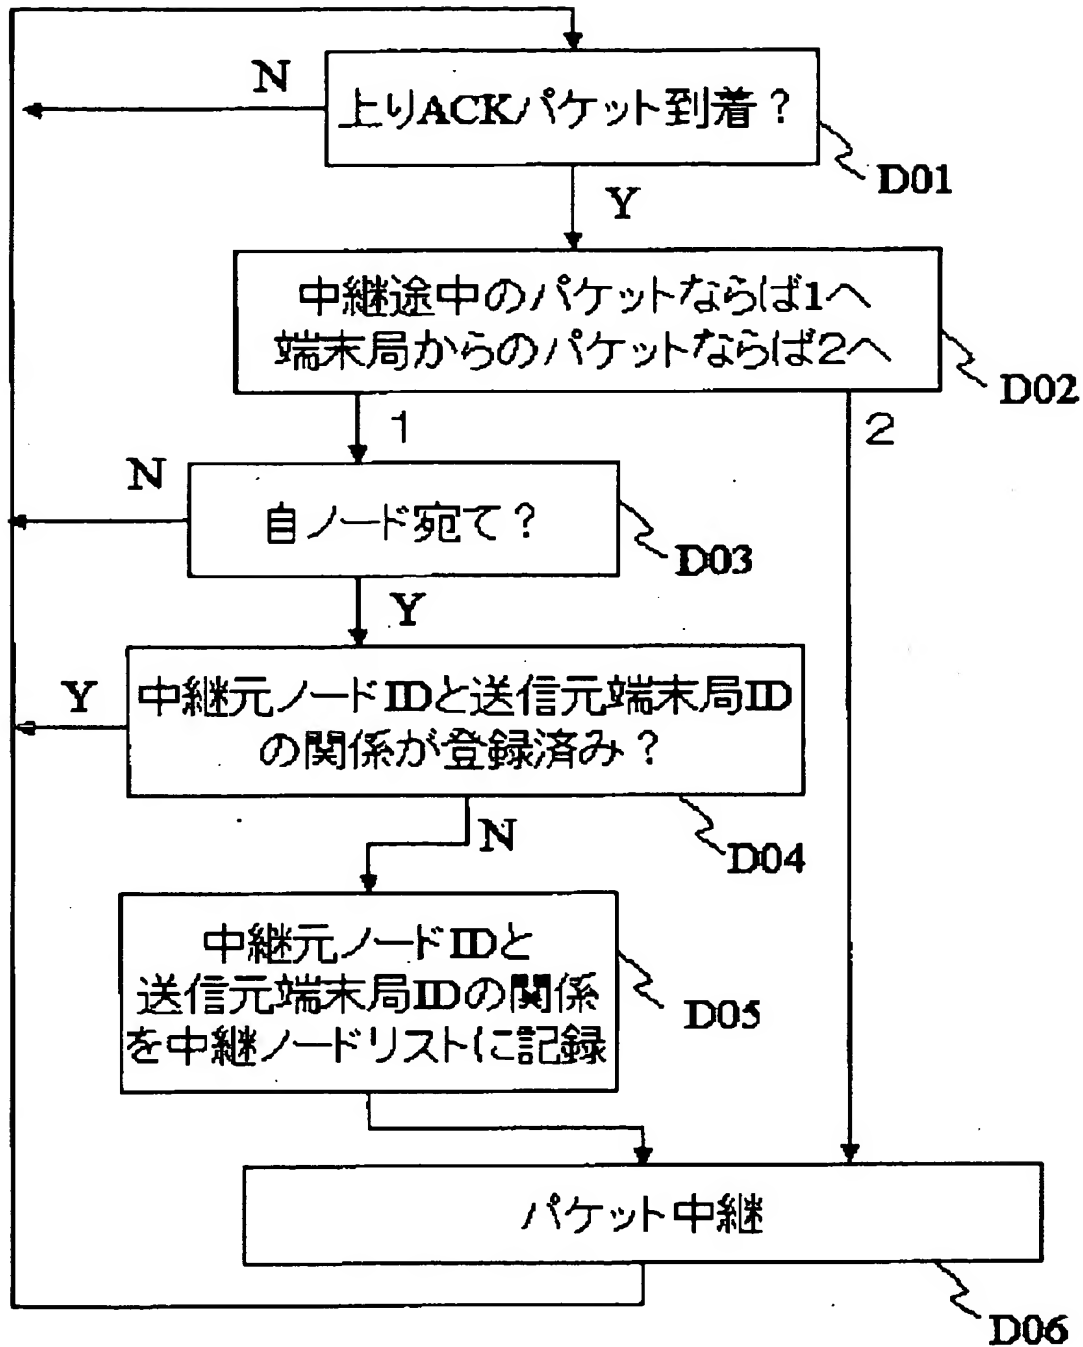 N
上りACKパケット到着？
D01
Y
中継途中のパケットならば1へ
端末局からのパケットならば2へ
D02
1
2
N
自ノード宛て？
D03
Y
Y
中継元ノードIDと送信元端末局ID
の関係が登録済み？
N
D04
中継元ノードIDと
送信元端末局IDの関係
を中継ノードリストに記録
D05
パケット中継
D06